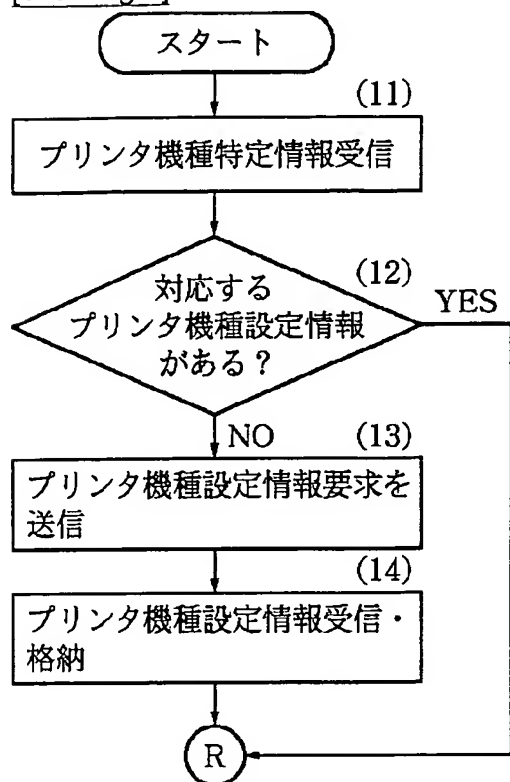 スタート
(11)
プリンタ機種特定情報受信
(12)
対応する
プリンタ機種設定情報
がある?
YES
NO
(13)
プリンタ機種設定情報要求を
送信
(14)
プリンタ機種設定情報受信・
格納
R